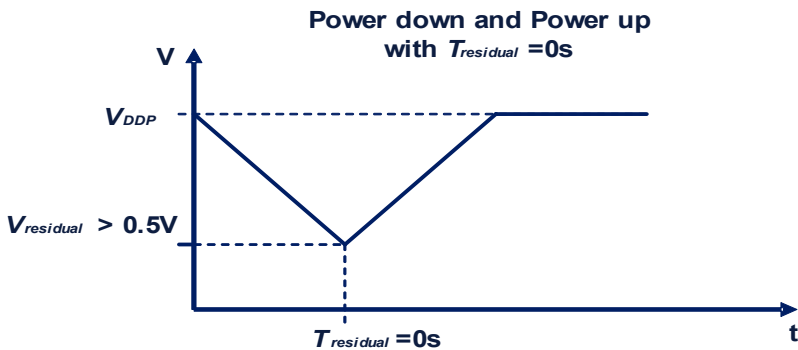 Power down and Power up
with Tresidual =0s
V
VDDP
Vresidual > 0.5V
Tresidual =0s
t